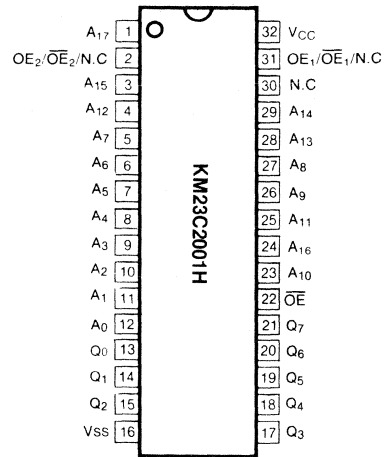 A17 1 32 VCC
OE2/O̅E̅2/N.C 2 31 OE1/O̅E̅1/N.C
A15 3 30 N.C
A12 4 29 A14
A7 5 28 A13
A6 6 27 A8
A5 7 26 A9
A4 8 25 A11
A3 9 24 A16
A2 10 23 A10
A1 11 22 O̅E̅
A0 12 21 Q7
Q0 13 20 Q6
Q1 14 19 Q5
Q2 15 18 Q4
VSS 16 17 Q3
KM23C2001H